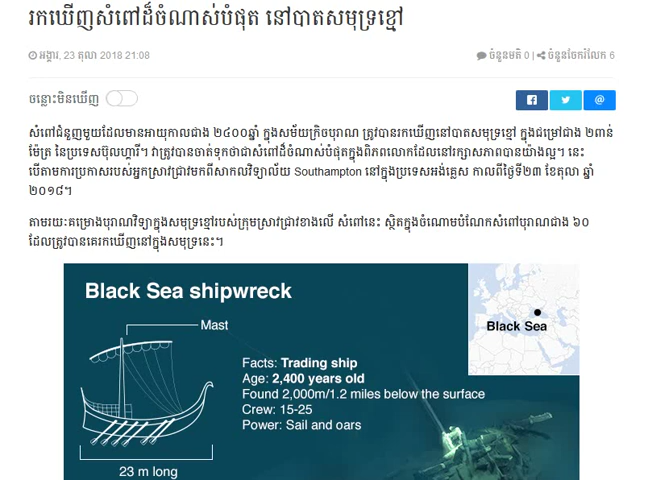 រកឃើញសំពៅដ៏ចំណាស់បំផុត នៅបាតសមុទ្រខ្មៅ
អង្គារ, 23 តុលា 2018 21:08
ចំនួនមតិ 0 | ចំនួនចែករំលែក 6
ចន្លោះមិនឃើញ
សំពៅជំនួញមួយដែលមានអាយុកាលជាង ២៤០០ឆ្នាំ ក្នុងសម័យក្រិចបុរាណ ត្រូវបានរកឃើញនៅបាតសមុទ្រខ្មៅ ក្នុងជម្រៅជាង ២ពាន់
ម៉ែត្រ នៃប្រទេសប៊ុលហ្គារី។ វាត្រូវបានចាត់ទុកថាជាសំពៅដ៏ចំណាស់បំផុតក្នុងពិភពលោកដែលនៅរក្សាសភាពបានយ៉ាងល្អ។ នេះ
បើតាមការប្រកាសរបស់អ្នកស្រាវជ្រាវមកពីសាកលវិទ្យាល័យ Southampton នៅក្នុងប្រទេសអង់គ្លេស កាលពីថ្ងៃទី២៣ ខែតុលា ឆ្នាំ
២០១៨។
តាមរយៈគម្រោងបុរាណវិទ្យាក្នុងសមុទ្រខ្មៅរបស់ក្រុមស្រាវជ្រាវខាងលើ សំពៅនេះ ស្ថិតក្នុងចំណោមបំណែកសំពៅបុរាណជាង ៦០
ដែលត្រូវបានគេរកឃើញនៅក្នុងសមុទ្រនេះ។
Black Sea shipwreck
Mast
Black Sea
Facts: Trading ship
Age: 2,400 years old
Found 2,000m/1.2 miles below the surface
Crew: 15-25
Power: Sail and oars
23 m long